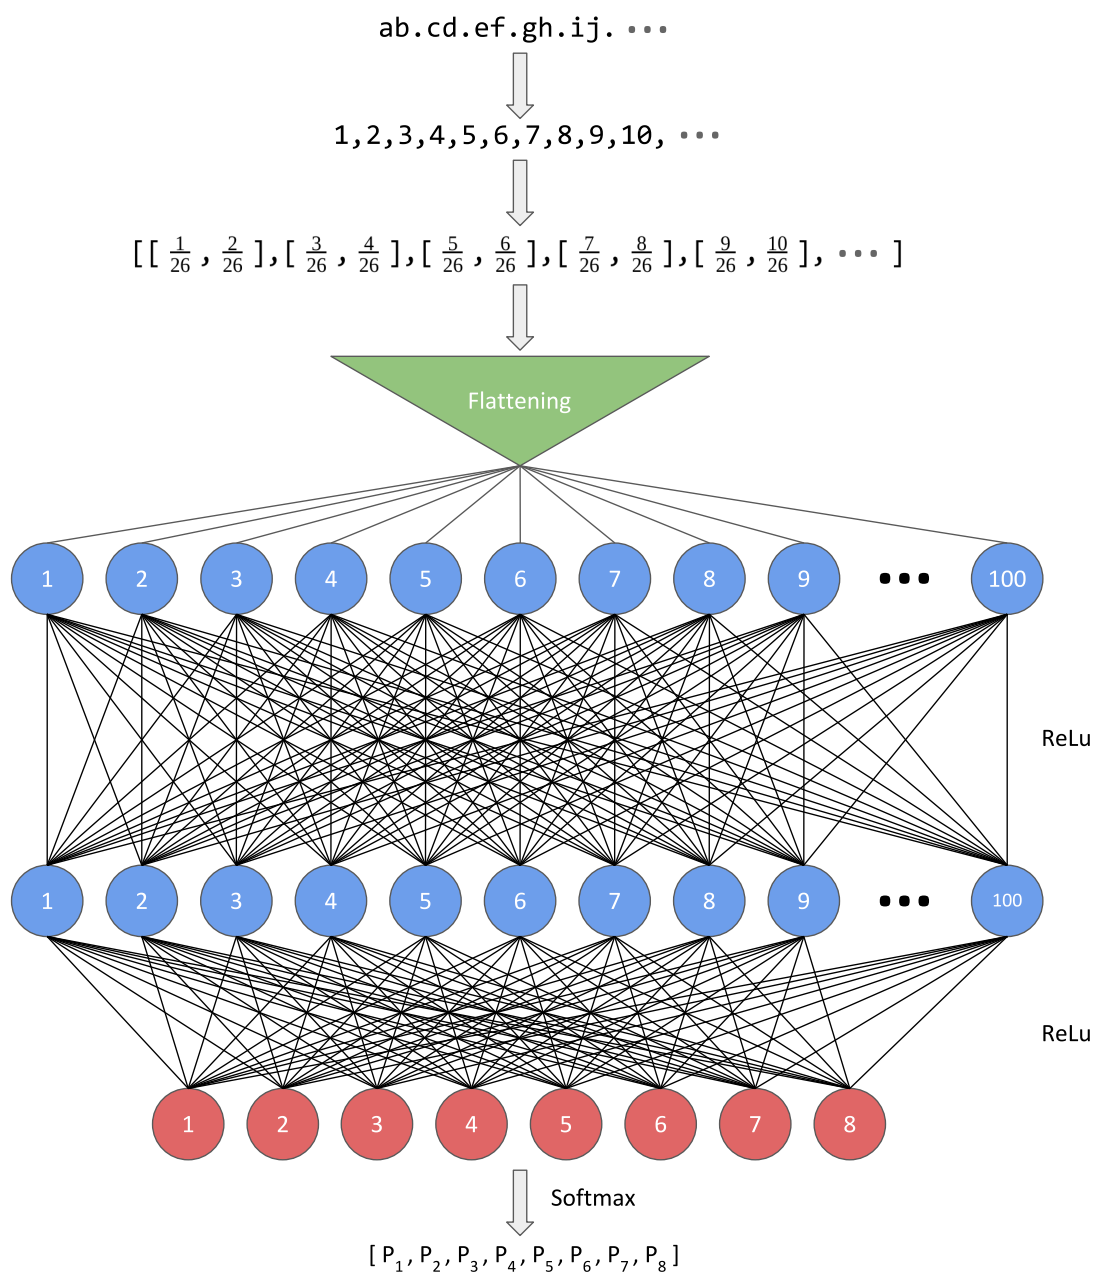 ab.cd.ef.gh.ij. ...
1,2,3,4,5,6,7,8,9,10, ...
[[ 1/26 , 2/26 ],[ 3/26 , 4/26 ],[ 5/26 , 6/26 ],[ 7/26 , 8/26 ],[ 9/26 , 10/26 ], ... ]
Flattening
1 2 3 4 5 6 7 8 9 ... 100
ReLu
1 2 3 4 5 6 7 8 9 ... 100
ReLu
1 2 3 4 5 6 7 8
Softmax
[ P1 , P2 , P3 , P4 , P5 , P6 , P7 , P8 ]